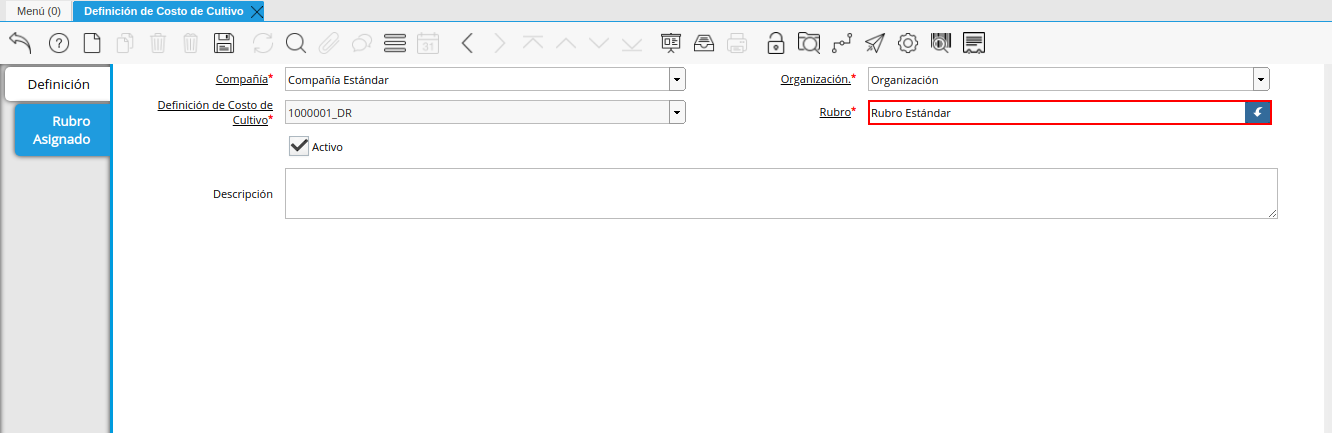 Menú (0)
Definición de Costo de Cultivo
31
Definición
Rubro
Asignado
Compañía*
Compañía Estándar
Organización.*
Organización
Definición de Costo de
Cultivo*
1000001_DR
Rubro*
Rubro Estándar
Activo
Descripción